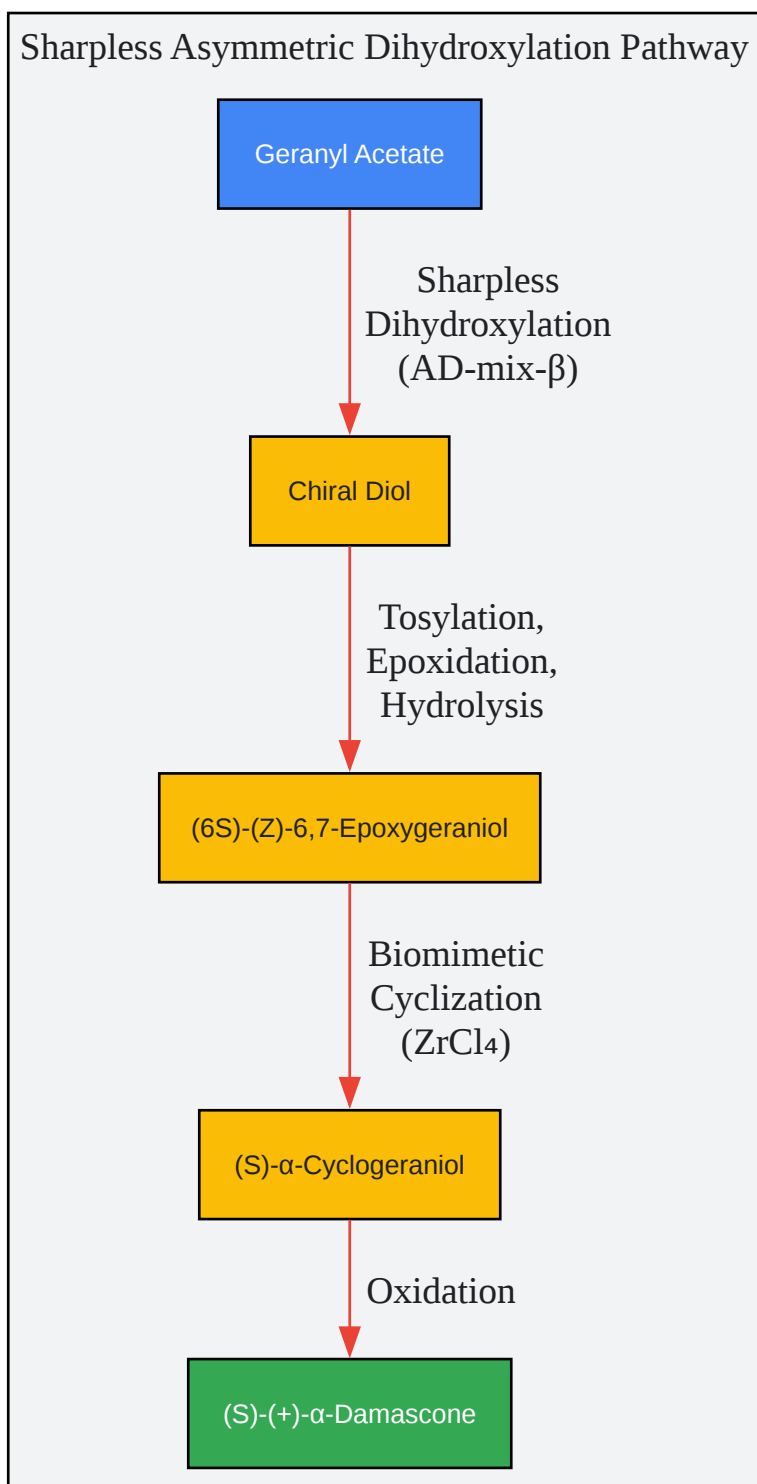 Sharpless Asymmetric Dihydroxylation Pathway
Geranyl Acetate
Sharpless
Dihydroxylation
(AD-mix-β)
Chiral Diol
Tosylation,
Epoxidation,
Hydrolysis
(6S)-(Z)-6,7-Epoxygeraniol
Biomimetic
Cyclization
(ZrCl₄)
(S)-α-Cyclogeraniol
Oxidation
(S)-(+)-α-Damascone